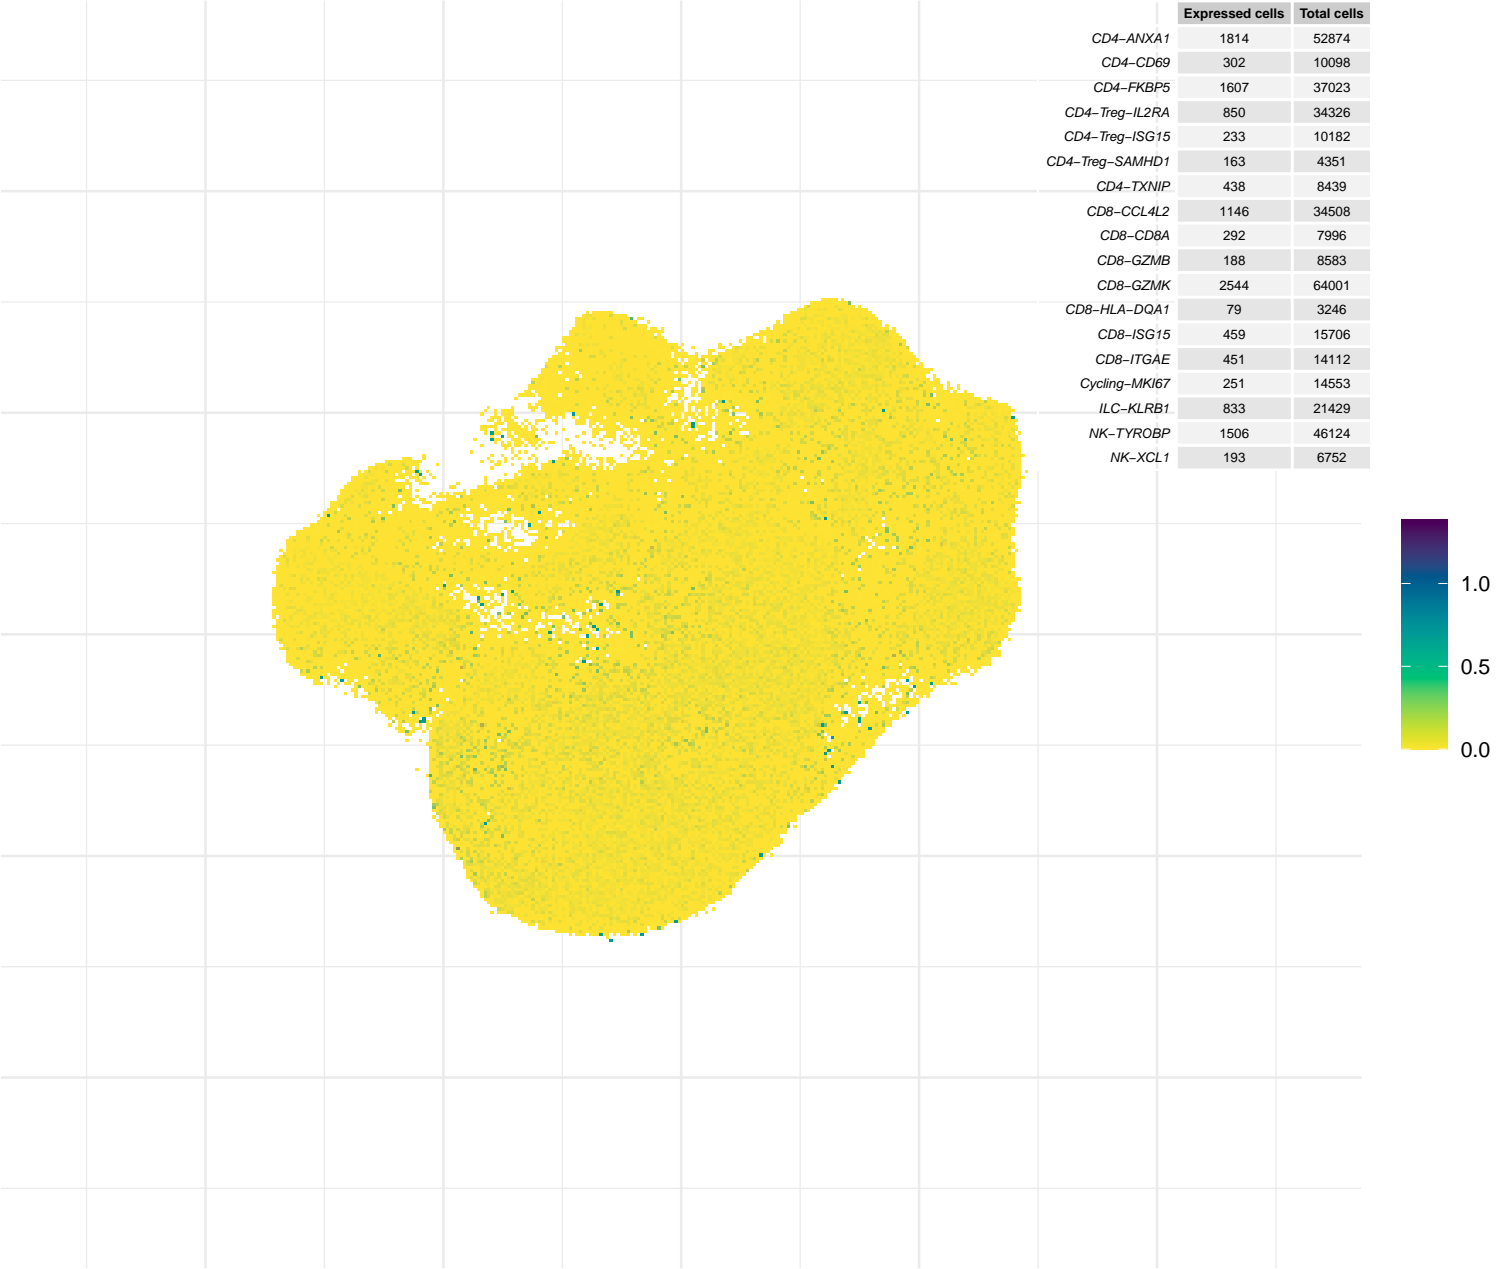 Expressed cells Total cells
CD4−ANXA1 1814 52874
CD4−CD69 302 10098
CD4−FKBP5 1607 37023
CD4−Treg−IL2RA 850 34326
CD4−Treg−ISG15 233 10182
CD4−Treg−SAMHD1 163 4351
CD4−TXNIP 438 8439
CD8−CCL4L2 1146 34508
CD8−CD8A 292 7996
CD8−GZMB 188 8583
CD8−GZMK 2544 64001
CD8−HLA−DQA1 79 3246
CD8−ISG15 459 15706
CD8−ITGAE 451 14112
Cycling−MKI67 251 14553
ILC−KLRB1 833 21429
NK−TYROBP 1506 46124
NK−XCL1 193 6752
1.0
0.5
0.0